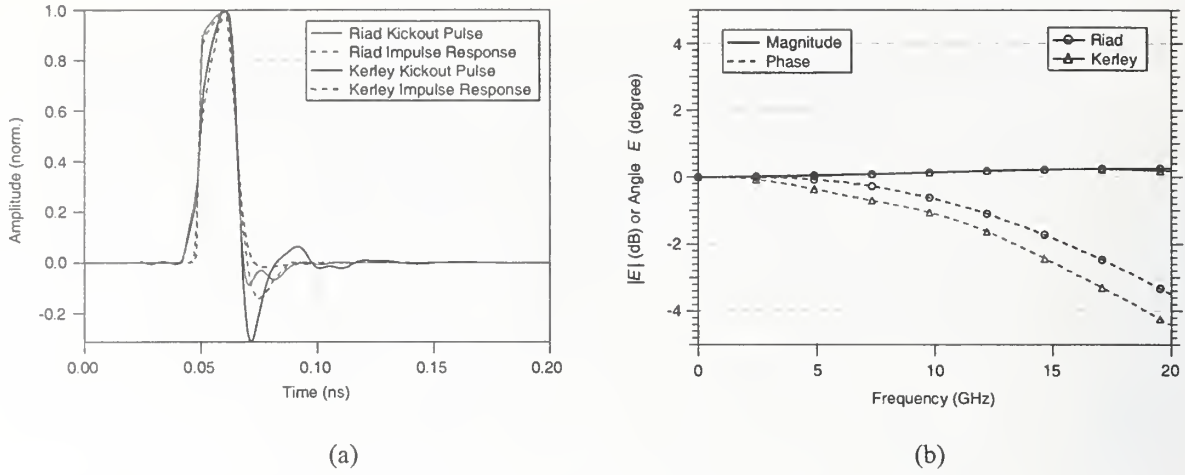 1.0
0.8
0.6
0.4
0.2
0.0
-0.2
Amplitude (norm.)
Riad Kickout Pulse
Riad Impulse Response
Kerley Kickout Pulse
Kerley Impulse Response
0.00 0.05 0.10 0.15 0.20
Time (ns)
(a)
4
2
0
-2
-4
|E| (dB) or Angle E (degree)
Magnitude
Phase
Riad
Kerley
0 5 10 15 20
Frequency (GHz)
(b)